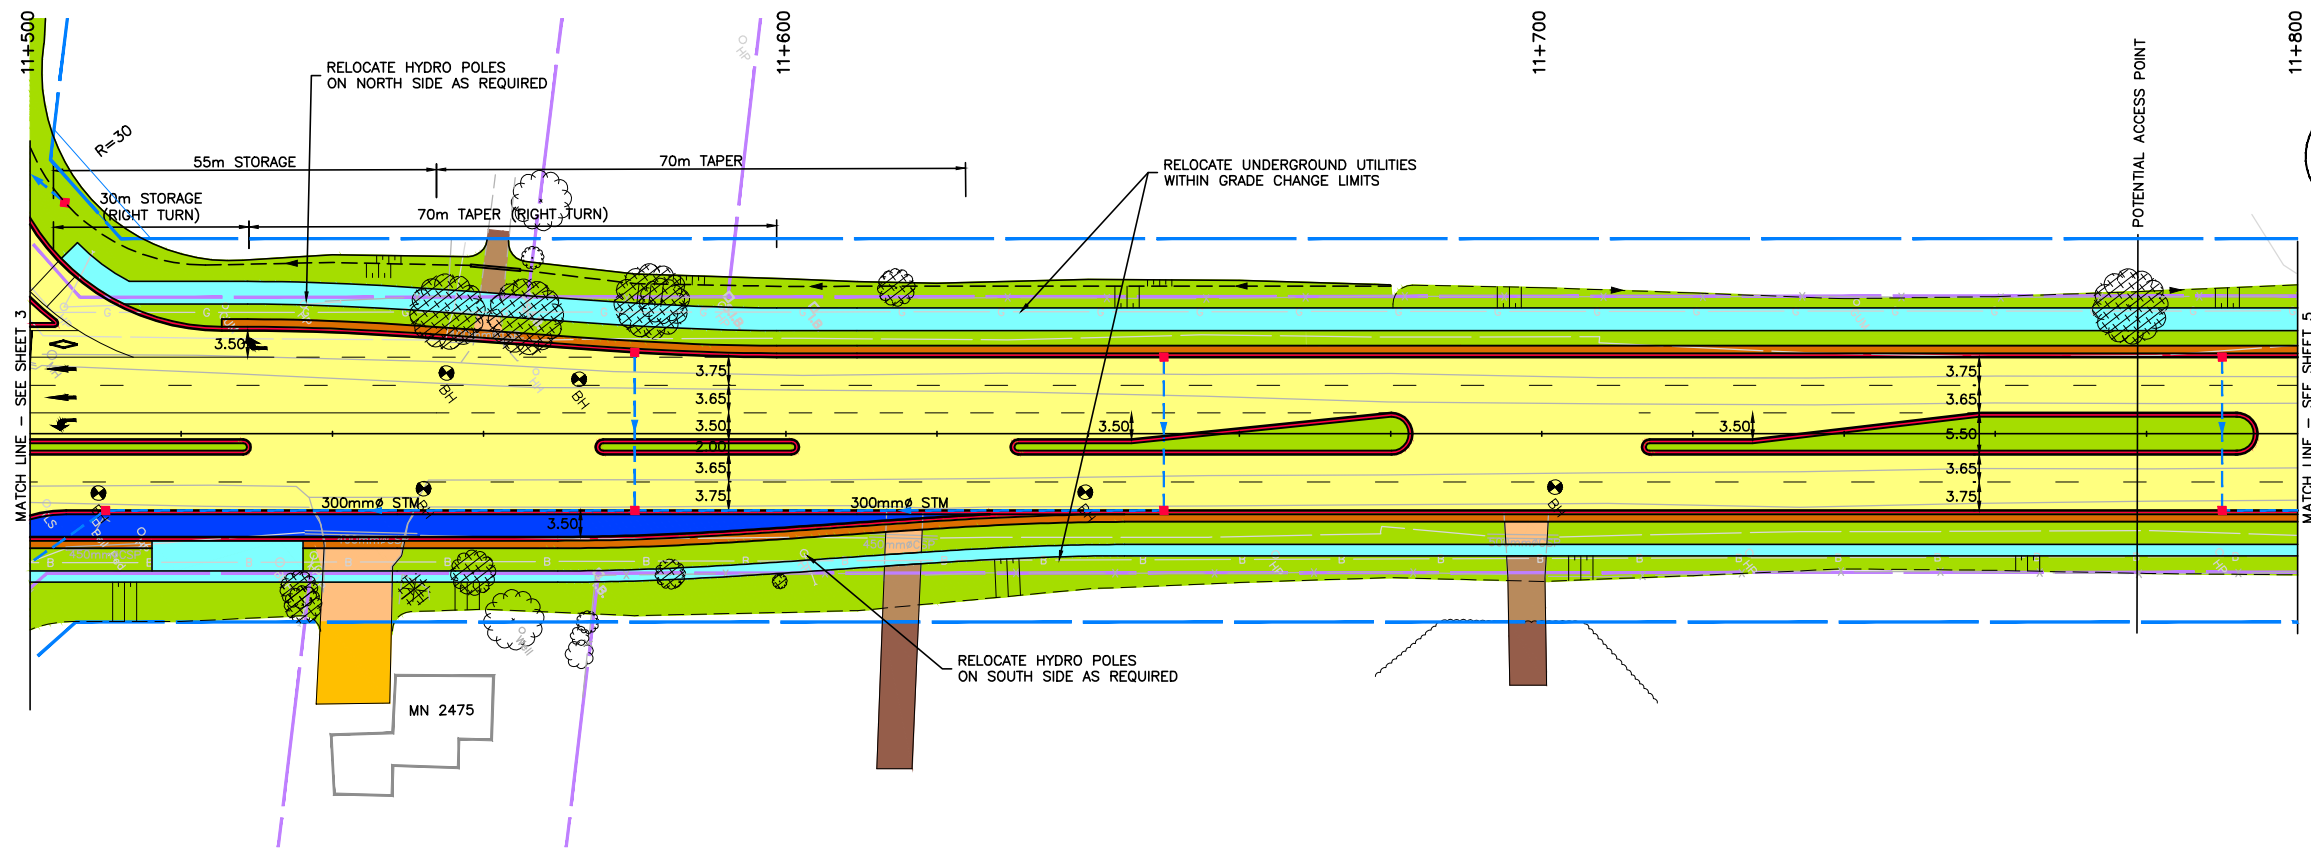 11+500
11+600
11+700
11+800
RELOCATE HYDRO POLES
ON NORTH SIDE AS REQUIRED
HP
POTENTIAL ACCESS POINT
R=30
55m STORAGE
70m TAPER
RELOCATE UNDERGROUND UTILITIES
WITHIN GRADE CHANGE LIMITS
30m STORAGE
(RIGHT TURN)
70m TAPER (RIGHT TURN)
MATCH LINE - SEE SHEET 3
MATCH LINE - SEE SHEET 5
3.50
3.75
3.65
3.50
2.00
3.65
3.75
3.50
3.50
3.75
3.65
5.50
3.65
3.75
BH
BH
BH
BH
BH
BH
300mmø STM
300mmø STM
3.50
RELOCATE HYDRO POLES
ON SOUTH SIDE AS REQUIRED
MN 2475